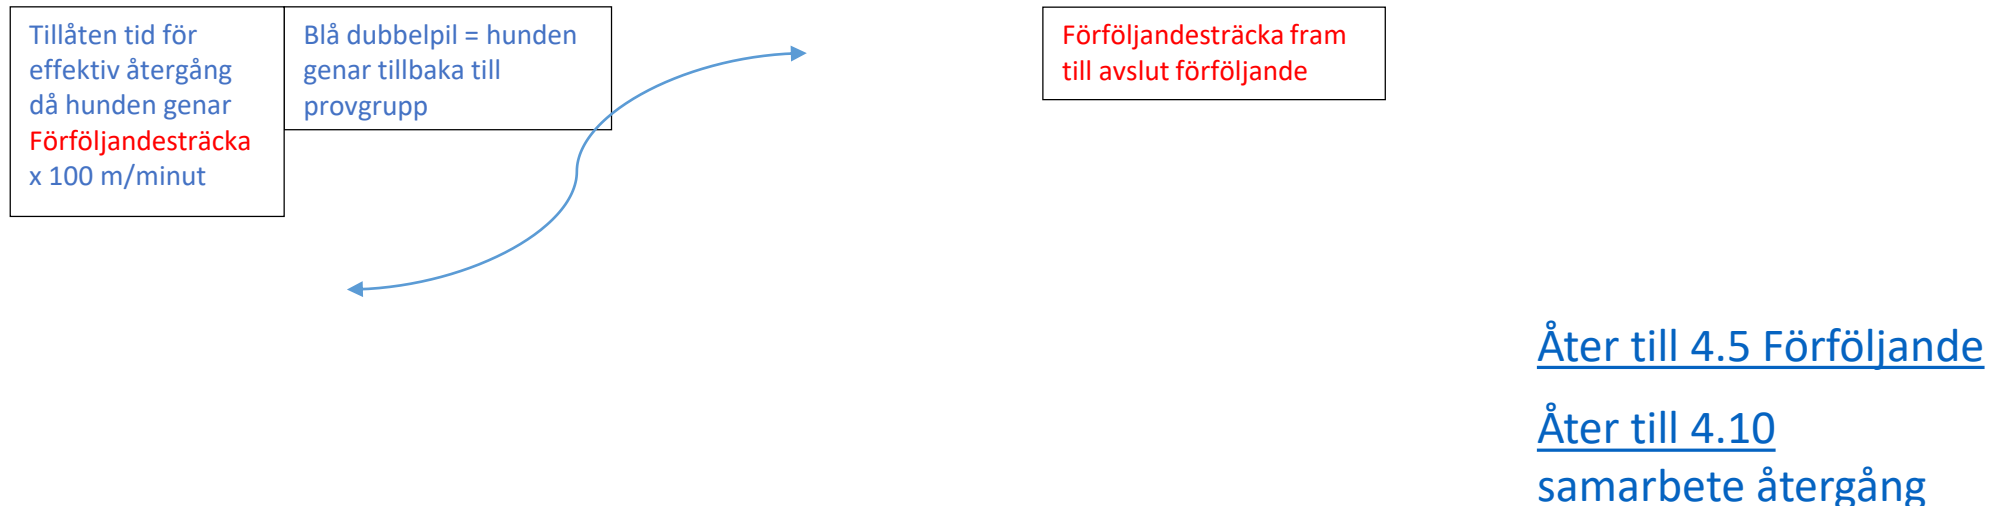 Tillåten tid för
effektiv återgång
då hunden genar
Förföljandesträcka
x 100 m/minut
Blå dubbelpil = hunden
genar tillbaka till
provgrupp
Förföljandesträcka fram
till avslut förföljande
Åter till 4.5 Förföljande
Åter till 4.10
samarbete återgång